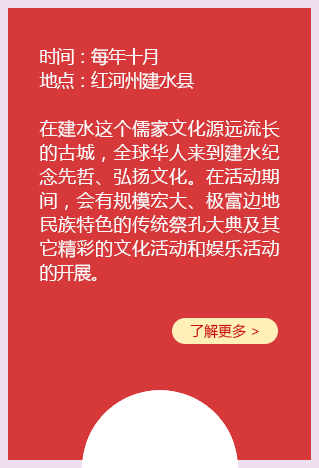 时间：每年十月
地点：红河州建水县
在建水这个儒家文化源远流长
的古城，全球华人来到建水纪
念先哲、弘扬文化。在活动期
间，会有规模宏大、极富边地
民族特色的传统祭孔大典及其
它精彩的文化活动和娱乐活动
的开展。
了解更多 >